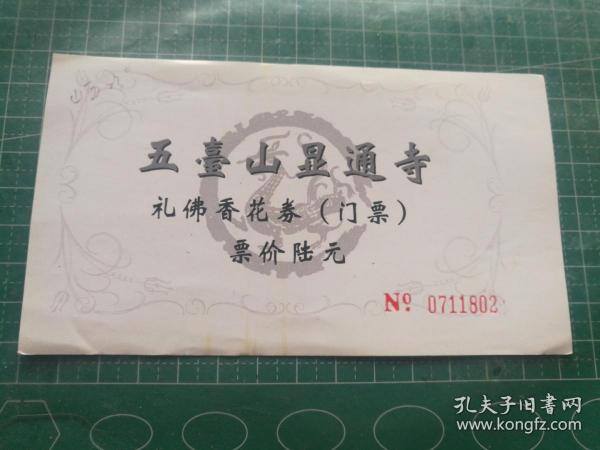 五臺山显通寺
礼佛香花券（门票）
票价陆元
Nº 0711802
孔夫子旧书网
www.kongfz.com